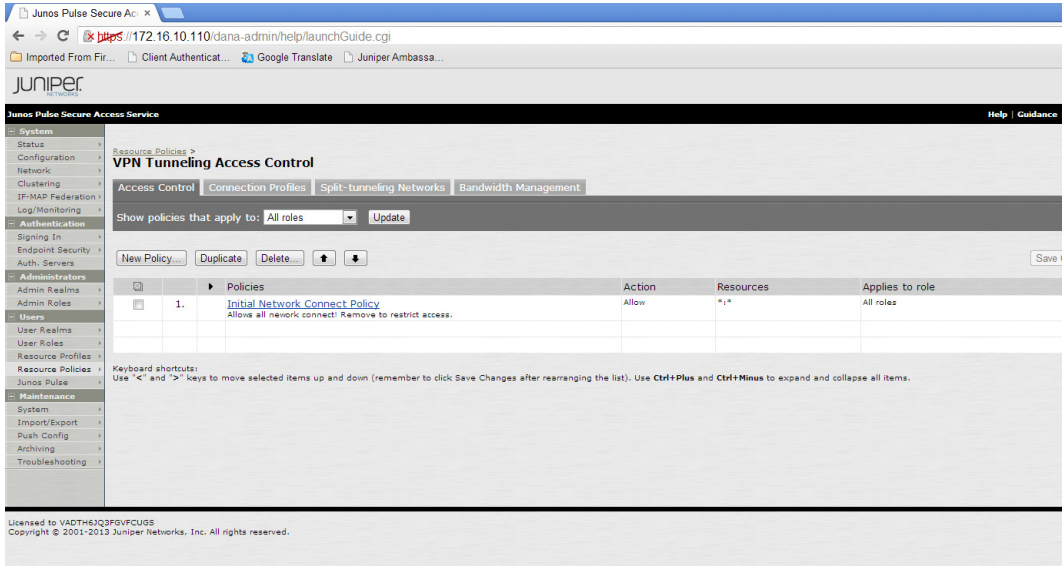 Junos Pulse Secure Acc
https://172.16.10.110/dana-admin/help/launchGuide.cgi
Imported From Fir... Client Authenticat... Google Translate Juniper Ambassa...
JUNIPER
NETWORKS
Junos Pulse Secure Access Service Help | Guidance
System
Status
Configuration
Network
Clustering
IF-MAP Federation
Log/Monitoring
Authentication
Signing In
Endpoint Security
Auth. Servers
Administrators
Admin Realms
Admin Roles
Users
User Realms
User Roles
Resource Profiles
Resource Policies
Junos Pulse
Maintenance
System
Import/Export
Push Config
Archiving
Troubleshooting
Resource Policies >
VPN Tunneling Access Control
Access Control Connection Profiles Split-tunneling Networks Bandwidth Management
Show policies that apply to: All roles Update
New Policy... Duplicate Delete... Save
Policies Action Resources Applies to role
1. Initial Network Connect Policy Allow *:* All roles
Allows all nework connect! Remove to restrict access.
Keyboard shortcuts:
Use "<" and ">" keys to move selected items up and down (remember to click Save Changes after rearranging the list). Use Ctrl+Plus and Ctrl+Minus to expand and collapse all items.
Licensed to VADTH6JQ3FGVFCUGS
Copyright © 2001-2013 Juniper Networks, Inc. All rights reserved.